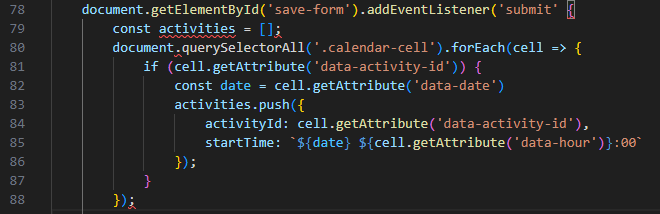 78 document.getElementById('save-form').addEventListener('submit' {
79 const activities = [];
80 document.querySelectorAll('.calendar-cell').forEach(cell => {
81 if (cell.getAttribute('data-activity-id')) {
82 const date = cell.getAttribute('data-date')
83 activities.push({
84 activityId: cell.getAttribute('data-activity-id'),
85 startTime: `${date} ${cell.getAttribute('data-hour')}:00`
86 });
87 }
88 });